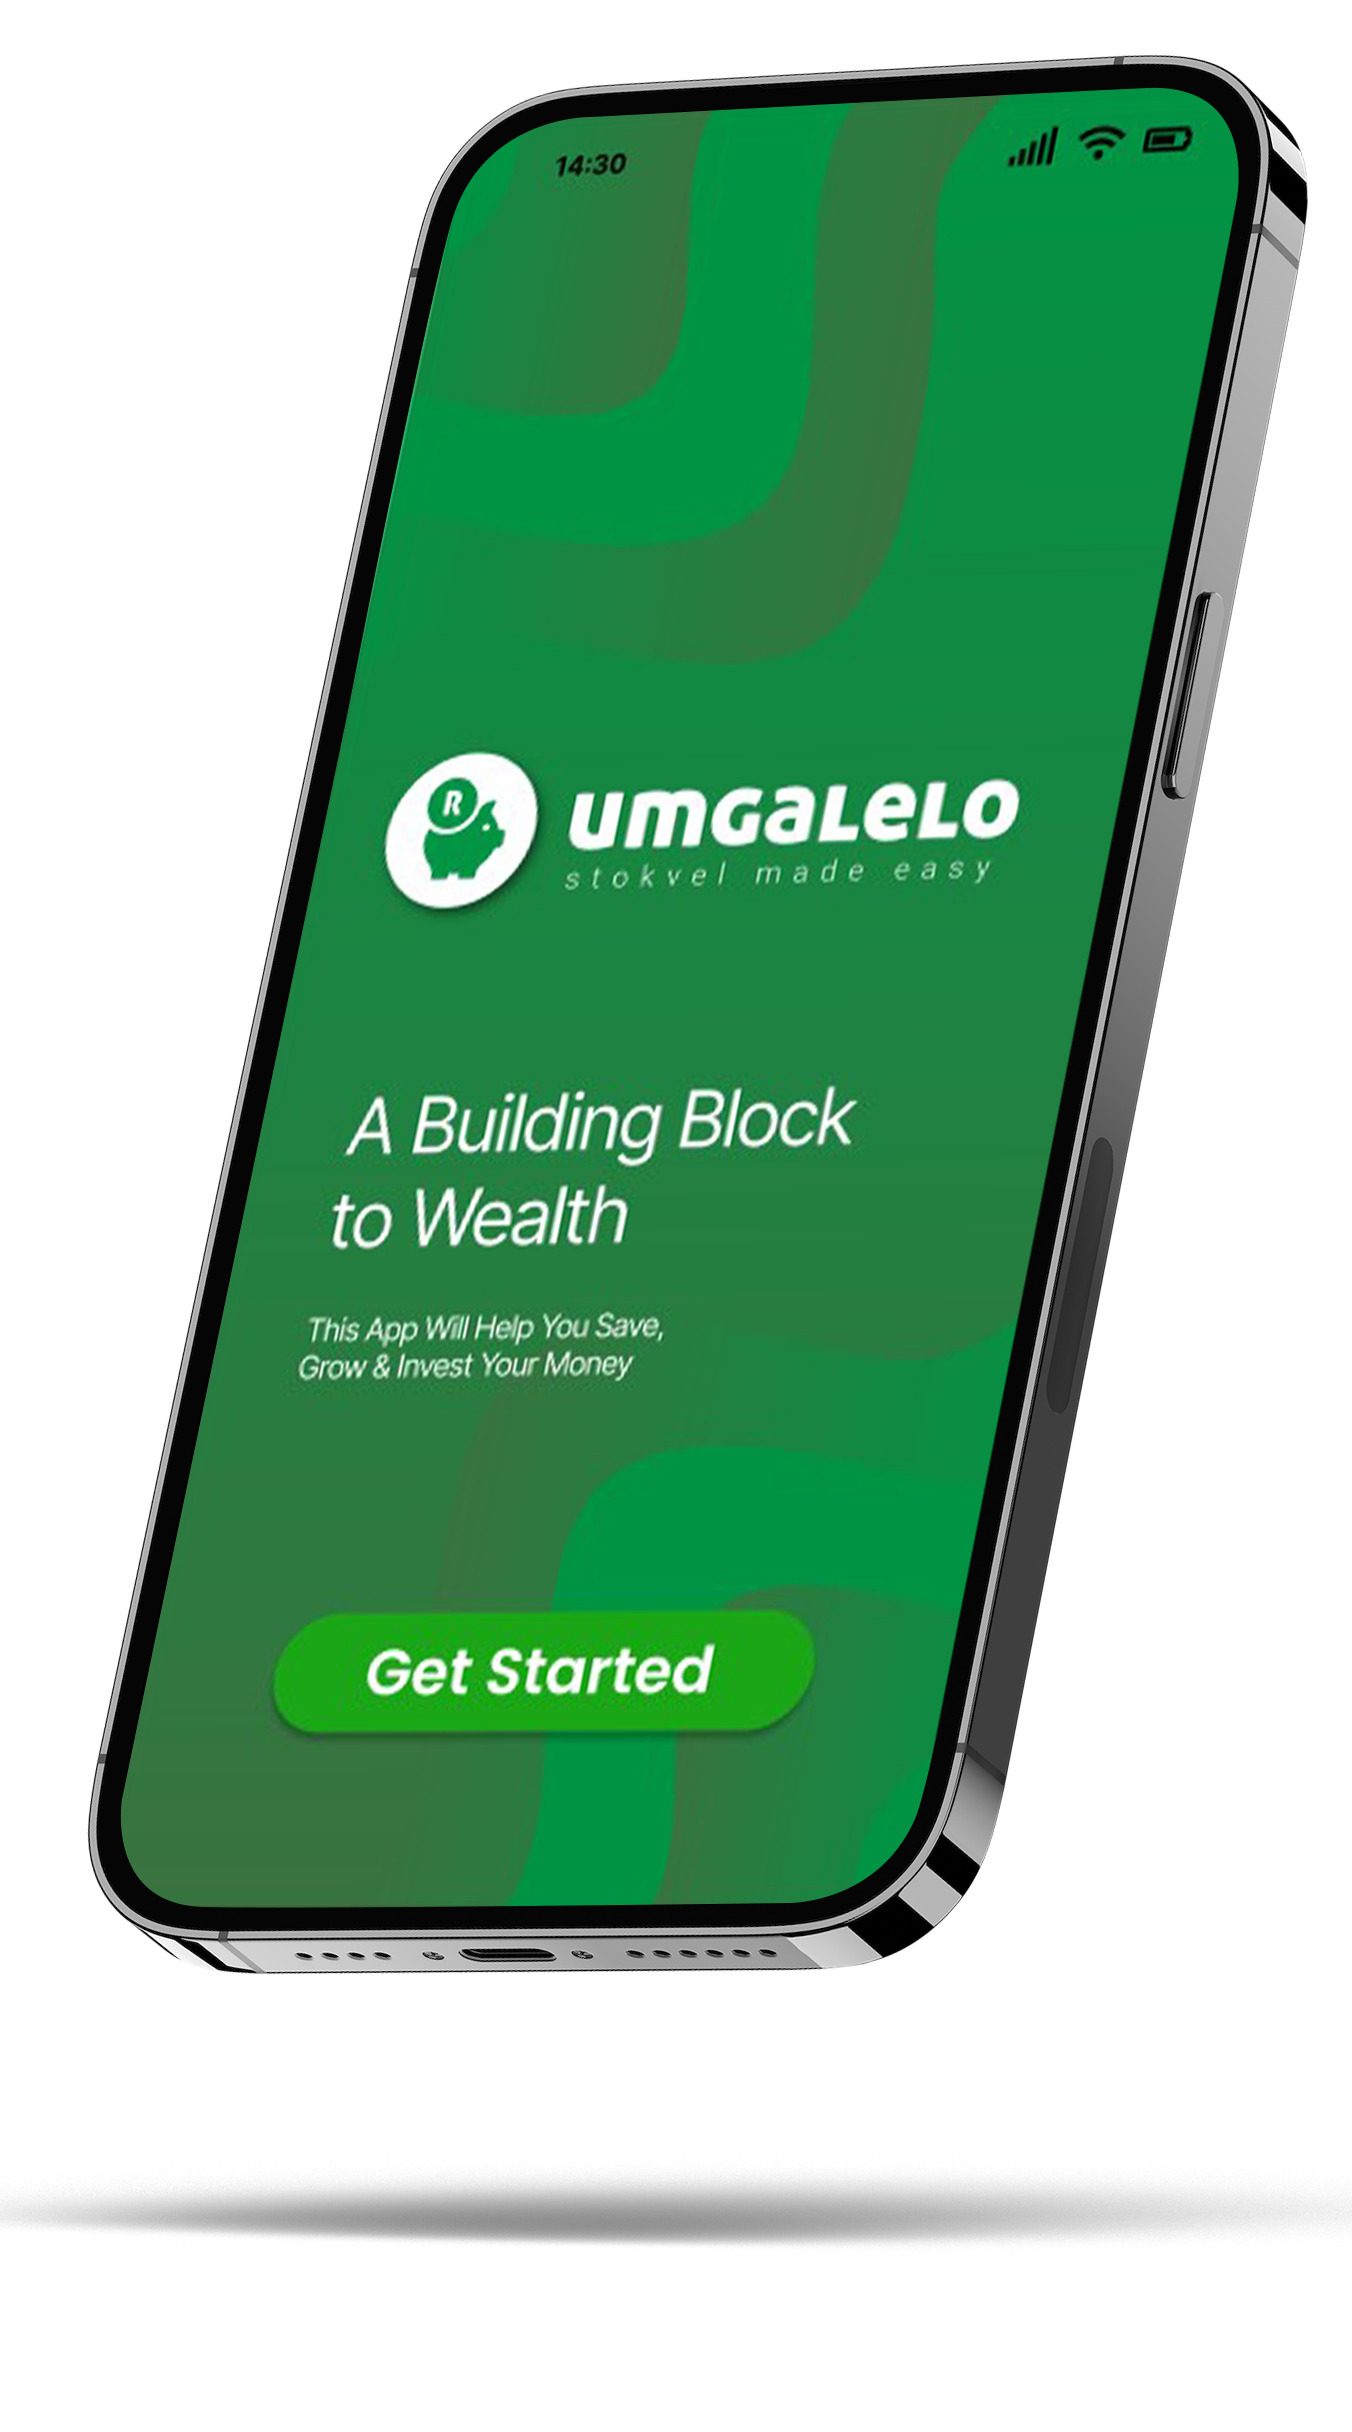 14:30
R
umgaLeLo
stokvel made easy
A Building Block
to Wealth
This App Will Help You Save,
Grow & Invest Your Money
Get Started